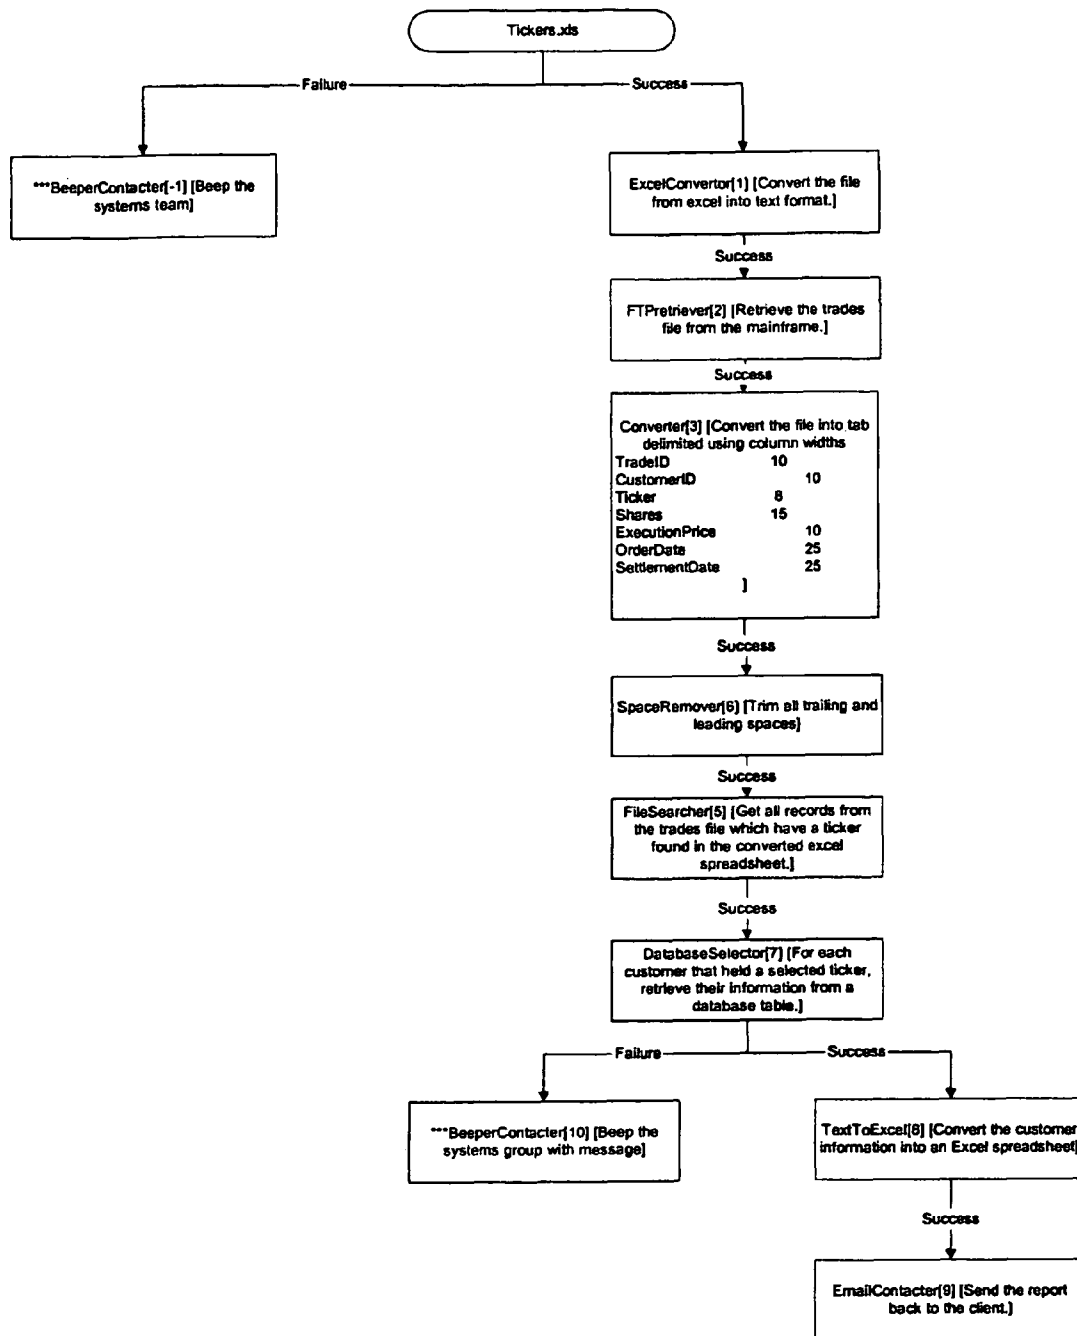 Tickers.xls
Failure
Success
***BeeperContacter[-1] [Beep the
systems team]
ExcelConvertor[1] [Convert the file
from excel into text format.]
Success
FTPretriever[2] [Retrieve the trades
file from the mainframe.]
Success
Converter[3] [Convert the file into tab
delimited using column widths
TradeID 10
CustomerID 10
Ticker 8
Shares 15
ExecutionPrice 10
OrderDate 25
SettlementDate 25
]
Success
SpaceRemover[6] [Trim all trailing and
leading spaces]
Success
FileSearcher[5] [Get all records from
the trades file which have a ticker
found in the converted excel
spreadsheet.]
Success
DatabaseSelector[7] [For each
customer that held a selected ticker,
retrieve their information from a
database table.]
Failure
Success
***BeeperContacter[10] [Beep the
systems group with message]
TextToExcel[8] [Convert the customer
information into an Excel spreadsheet]
Success
EmailContacter[9] [Send the report
back to the client.]